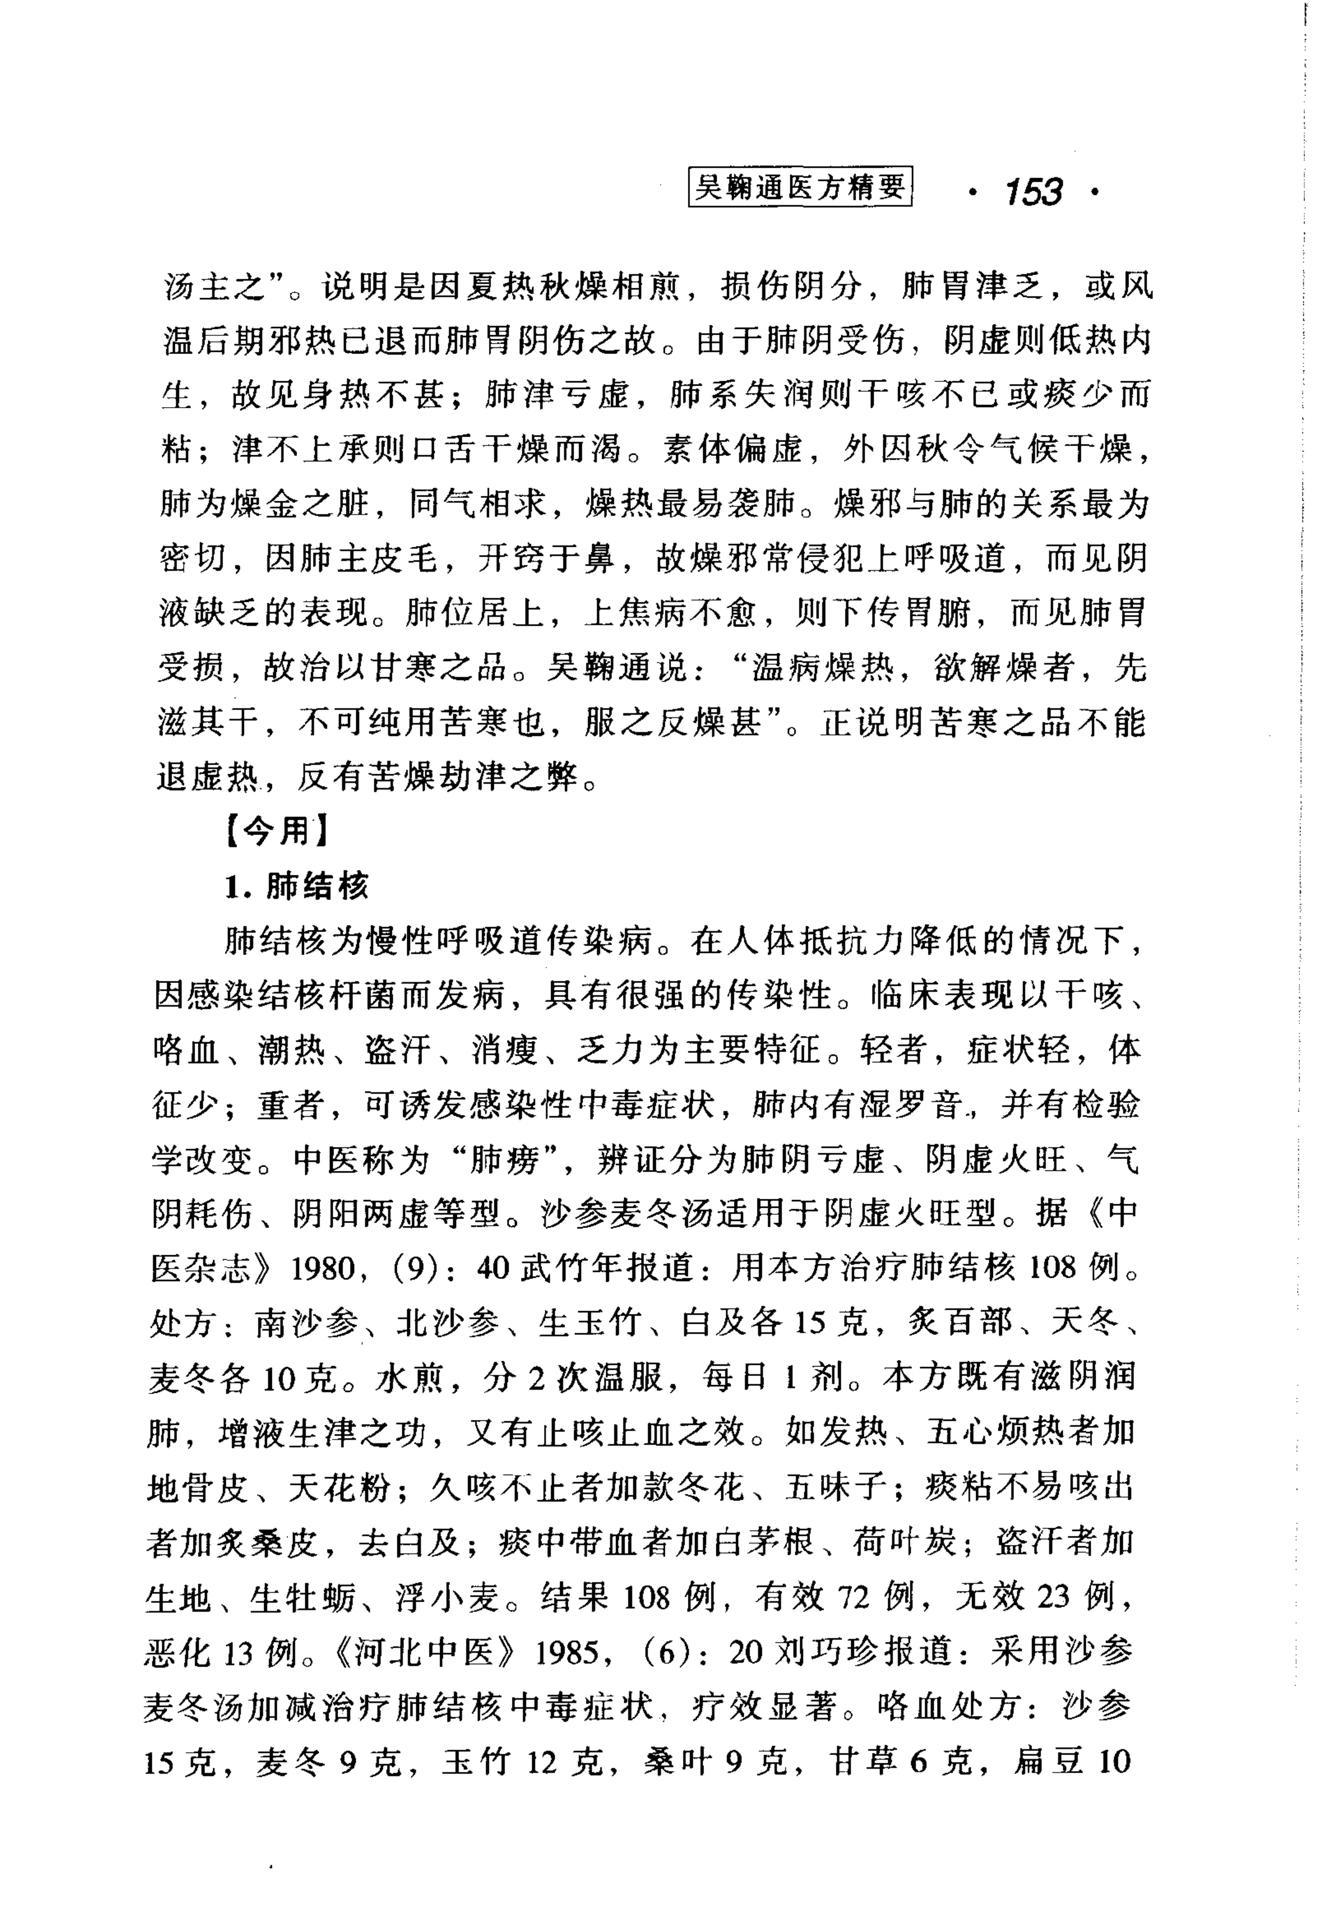 吴鞠通医方精要 · 153 ·
汤主之”。说明是因夏热秋燥相煎，损伤阴分，肺胃津乏，或风
温后期邪热已退而肺胃阴伤之故。由于肺阴受伤，阴虚则低热内
生，故见身热不甚；肺津亏虚，肺系失润则干咳不已或痰少而
粘；津不上承则口舌干燥而渴。素体偏虚，外因秋令气候干燥，
肺为燥金之脏，同气相求，燥热最易袭肺。燥邪与肺的关系最为
密切，因肺主皮毛，开窍于鼻，故燥邪常侵犯上呼吸道，而见阴
液缺乏的表现。肺位居上，上焦病不愈，则下传胃腑，而见肺胃
受损，故治以甘寒之品。吴鞠通说：“温病燥热，欲解燥者，先
滋其干，不可纯用苦寒也，服之反燥甚”。正说明苦寒之品不能
退虚热，反有苦燥劫津之弊。
【今用】
1. 肺结核
肺结核为慢性呼吸道传染病。在人体抵抗力降低的情况下，
因感染结核杆菌而发病，具有很强的传染性。临床表现以干咳、
咯血、潮热、盗汗、消瘦、乏力为主要特征。轻者，症状轻，体
征少；重者，可诱发感染性中毒症状，肺内有湿罗音，并有检验
学改变。中医称为“肺痨”，辨证分为肺阴亏虚、阴虚火旺、气
阴耗伤、阴阳两虚等型。沙参麦冬汤适用于阴虚火旺型。据《中
医杂志》1980，（9）：40 武竹年报道：用本方治疗肺结核 108 例。
处方：南沙参、北沙参、生玉竹、白及各 15 克，炙百部、天冬、
麦冬各 10 克。水煎，分 2 次温服，每日 1 剂。本方既有滋阴润
肺，增液生津之功，又有止咳止血之效。如发热、五心烦热者加
地骨皮、天花粉；久咳不止者加款冬花、五味子；痰粘不易咳出
者加炙桑皮，去白及；痰中带血者加白茅根、荷叶炭；盗汗者加
生地、生牡蛎、浮小麦。结果 108 例，有效 72 例，无效 23 例，
恶化 13 例。《河北中医》1985，（6）：20 刘巧珍报道：采用沙参
麦冬汤加减治疗肺结核中毒症状，疗效显著。咯血处方：沙参
15 克，麦冬 9 克，玉竹 12 克，桑叶 9 克，甘草 6 克，扁豆 10